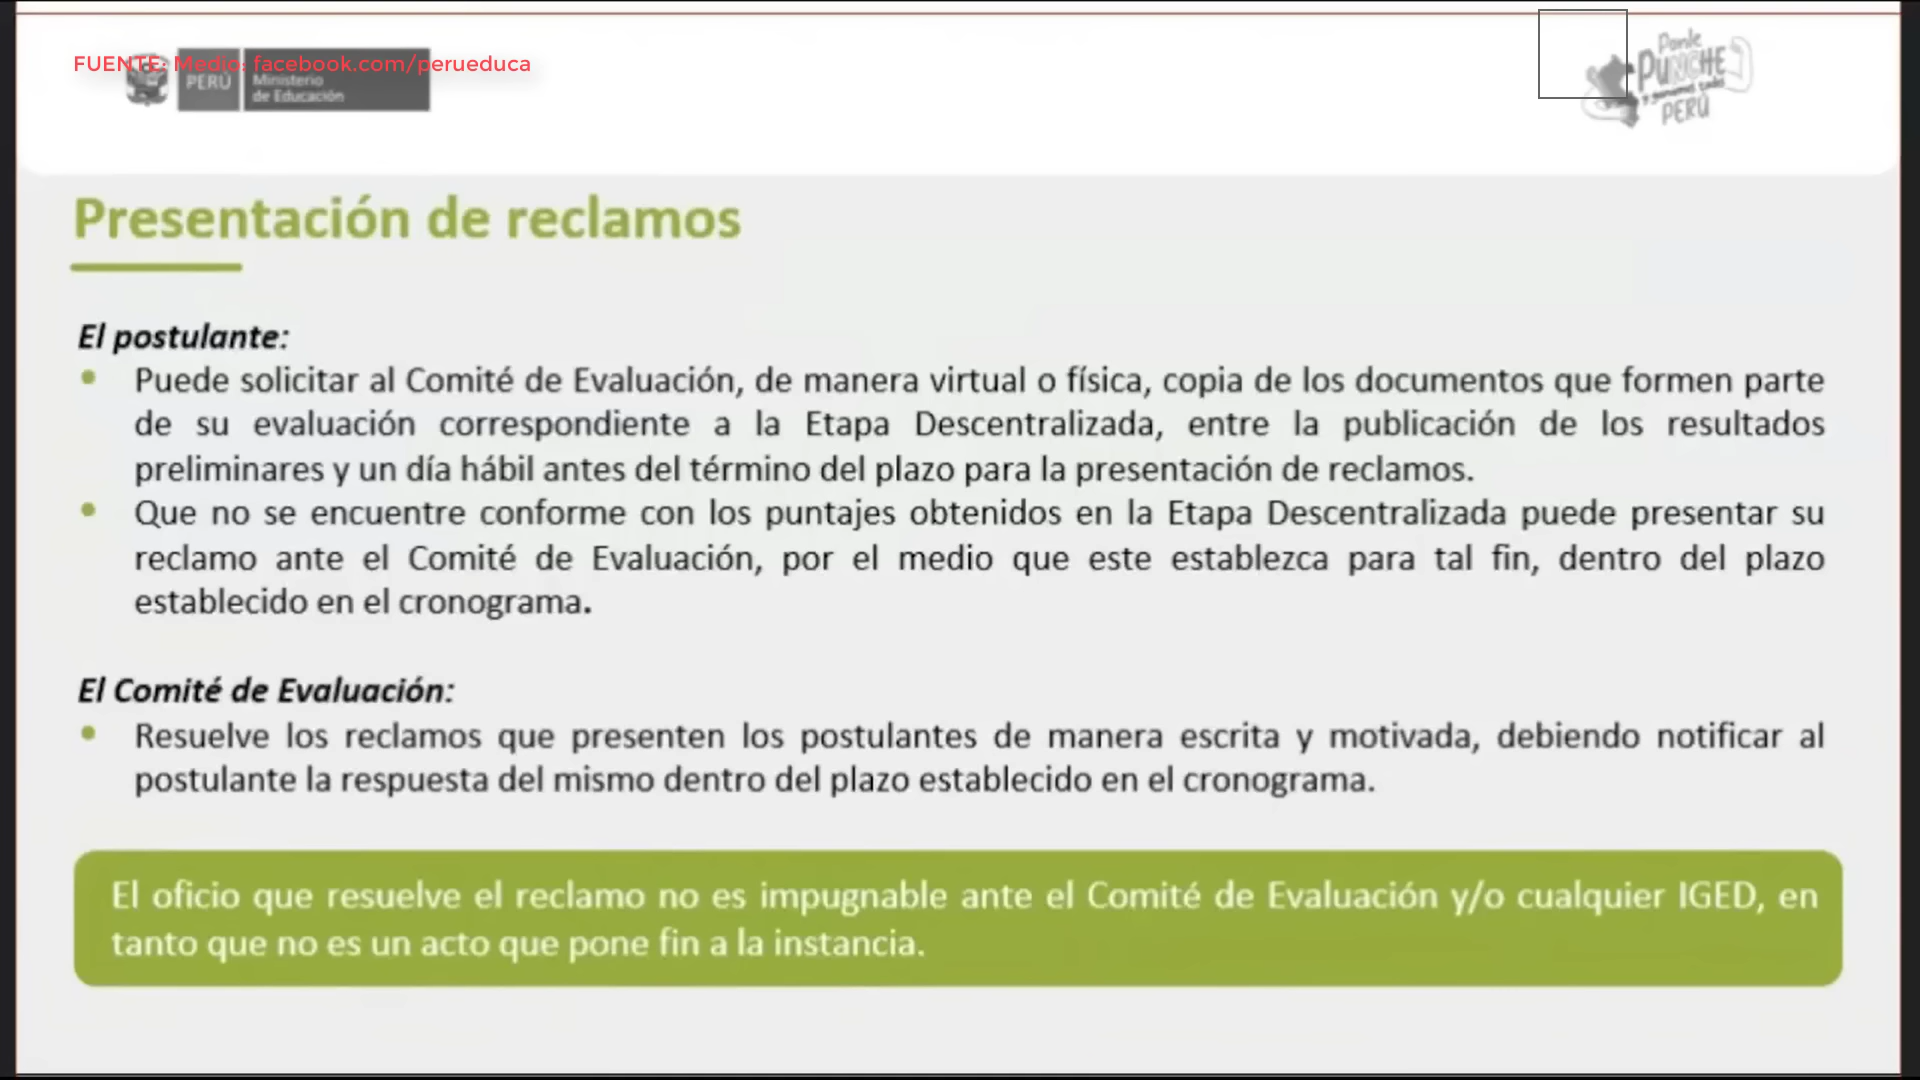 FUENTE: Medio: facebook.com/perueduca
PERÚ
Ministerio
de Educación
Ponle
PUNCHE
PERÚ
Presentación de reclamos
El postulante:
• Puede solicitar al Comité de Evaluación, de manera virtual o física, copia de los documentos que formen parte
de su evaluación correspondiente a la Etapa Descentralizada, entre la publicación de los resultados
preliminares y un día hábil antes del término del plazo para la presentación de reclamos.
• Que no se encuentre conforme con los puntajes obtenidos en la Etapa Descentralizada puede presentar su
reclamo ante el Comité de Evaluación, por el medio que este establezca para tal fin, dentro del plazo
establecido en el cronograma.
El Comité de Evaluación:
• Resuelve los reclamos que presenten los postulantes de manera escrita y motivada, debiendo notificar al
postulante la respuesta del mismo dentro del plazo establecido en el cronograma.
El oficio que resuelve el reclamo no es impugnable ante el Comité de Evaluación y/o cualquier IGED, en
tanto que no es un acto que pone fin a la instancia.